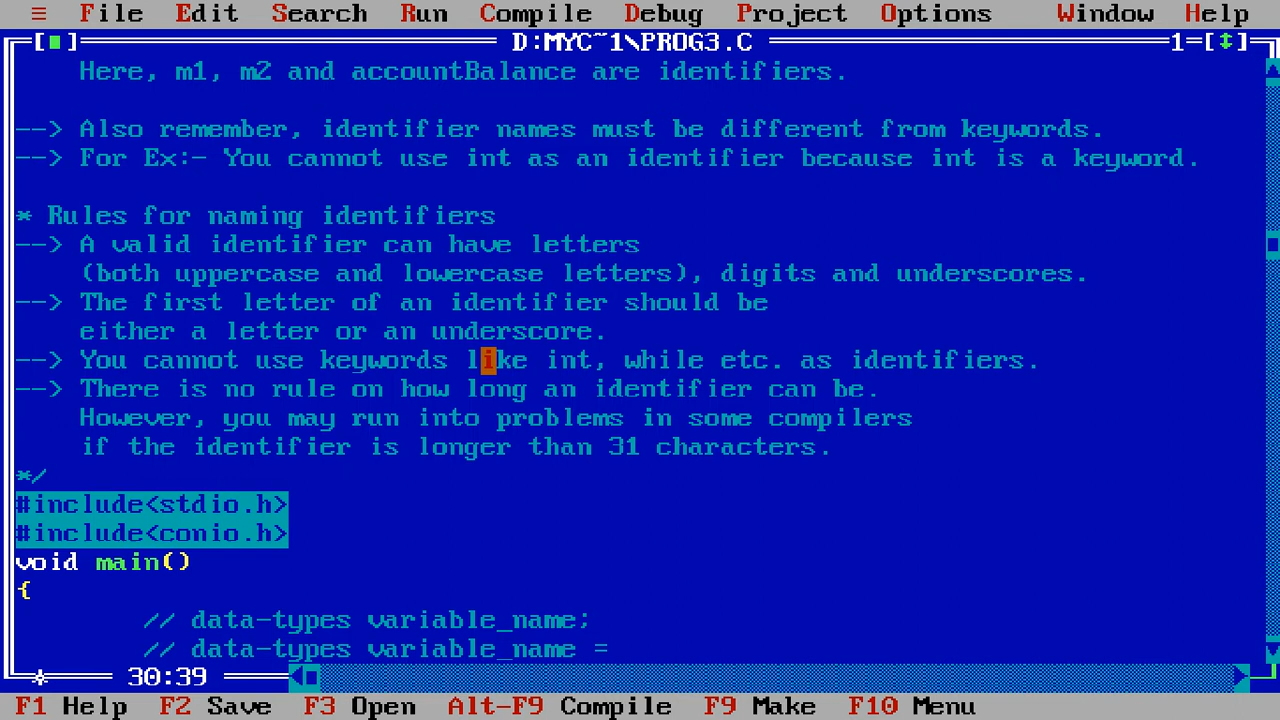 ≡ File Edit Search Run Compile Debug Project Options Window Help
[■] D:MYC~1\PROG3.C 1=[↕]
Here, m1, m2 and accountBalance are identifiers.
--> Also remember, identifier names must be different from keywords.
--> For Ex:- You cannot use int as an identifier because int is a keyword.
* Rules for naming identifiers
--> A valid identifier can have letters
(both uppercase and lowercase letters), digits and underscores.
--> The first letter of an identifier should be
either a letter or an underscore.
--> You cannot use keywords like int, while etc. as identifiers.
--> There is no rule on how long an identifier can be.
However, you may run into problems in some compilers
if the identifier is longer than 31 characters.
*/
#include<stdio.h>
#include<conio.h>
void main()
{
// data-types variable_name;
// data-types variable_name =
* 30:39
F1 Help F2 Save F3 Open Alt-F9 Compile F9 Make F10 Menu